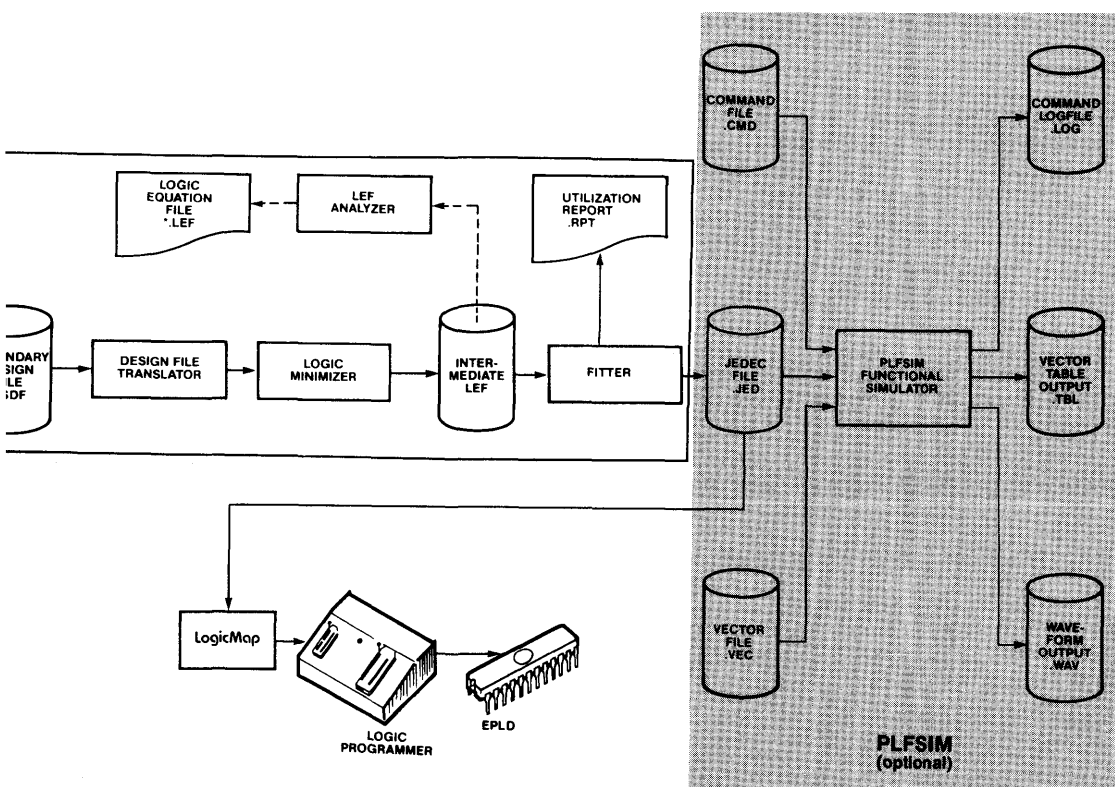 COMMAND
FILE
.CMD
COMMAND
LOGFILE
.LOG
LOGIC
EQUATION
FILE
*.LEF
LEF
ANALYZER
UTILIZATION
REPORT
.RPT
NDARY
SIGN
ILE
SDF
DESIGN FILE
TRANSLATOR
LOGIC
MINIMIZER
INTER-
MEDIATE
LEF
FITTER
JEDEC
FILE
.JED
PLFSIM
FUNCTIONAL
SIMULATOR
VECTOR
TABLE
OUTPUT
.TBL
LogicMap
LOGIC
PROGRAMMER
EPLD
VECTOR
FILE
.VEC
WAVE-
FORM
OUTPUT
.WAV
PLFSIM
(optional)